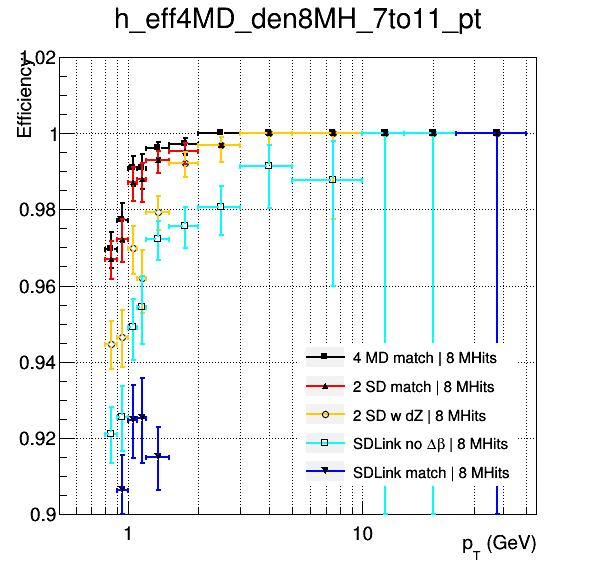 h_eff4MD_den8MH_7to11_pt
Efficiency
1.02
1
0.98
0.96
0.94
0.92
0.9
4 MD match | 8 MHits
2 SD match | 8 MHits
2 SD w dZ | 8 MHits
SDLink no Δβ | 8 MHits
SDLink match | 8 MHits
1
10
p_T (GeV)